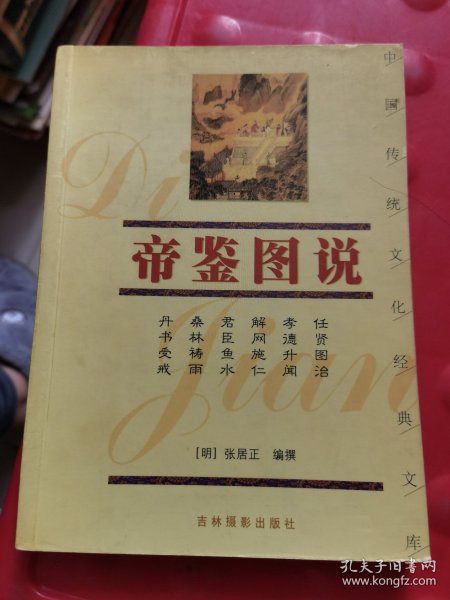 中国传统文化经典文库
Di
帝鉴图说
Jian
任贤图治
孝德升闻
解网施仁
君臣鱼水
桑林祷雨
丹书受戒
[明] 张居正 编撰
吉林摄影出版社
孔夫子旧书网
www.kongfz.com